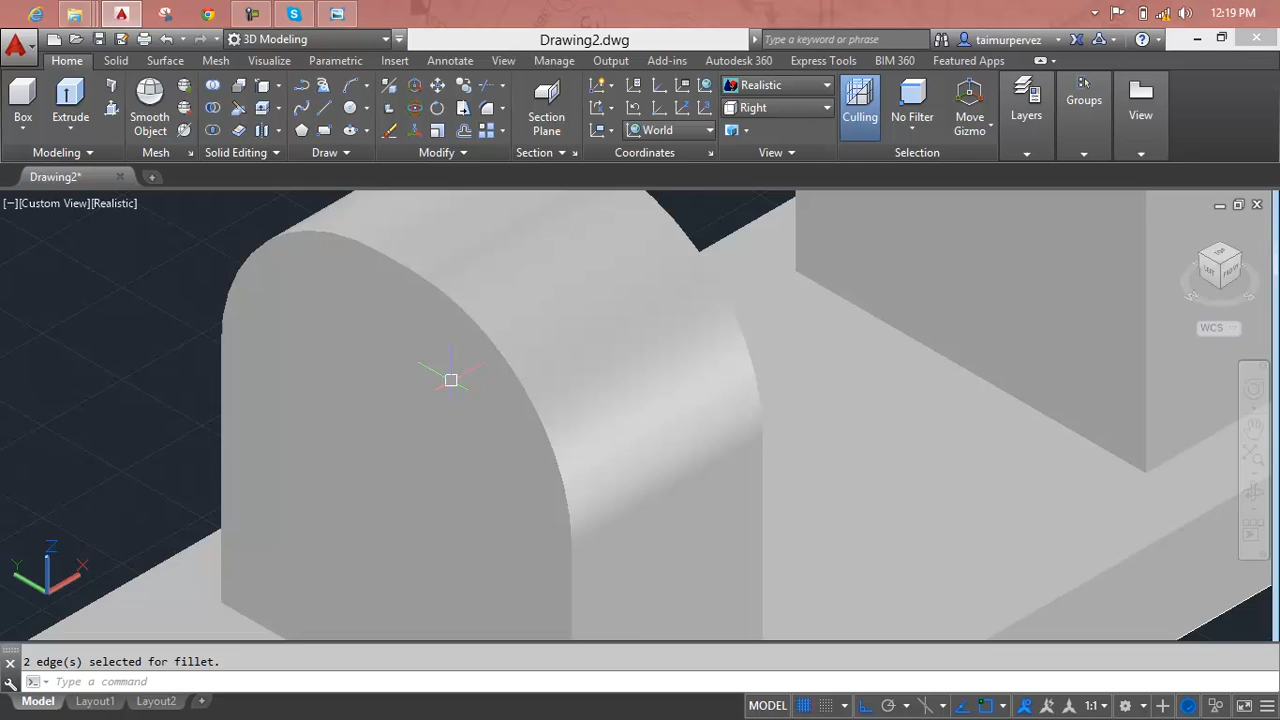 12:19 PM
3D Modeling
Drawing2.dwg
Type a keyword or phrase
taimurpervez
Home Solid Surface Mesh Visualize Parametric Insert Annotate View Manage Output Add-ins Autodesk 360 Express Tools BIM 360 Featured Apps
Box
Extrude
Smooth
Object
Section
Plane
Realistic
Right
World
Culling
No Filter
Move
Gizmo
Layers
Groups
View
Modeling
Mesh
Solid Editing
Draw
Modify
Section
Coordinates
View
Selection
Drawing2*
[−][Custom View][Realistic]
TOP
LEFT
FRONT
S
WCS
Z
Y
X
2 edge(s) selected for fillet.
Type a command
Model Layout1 Layout2
MODEL
1:1